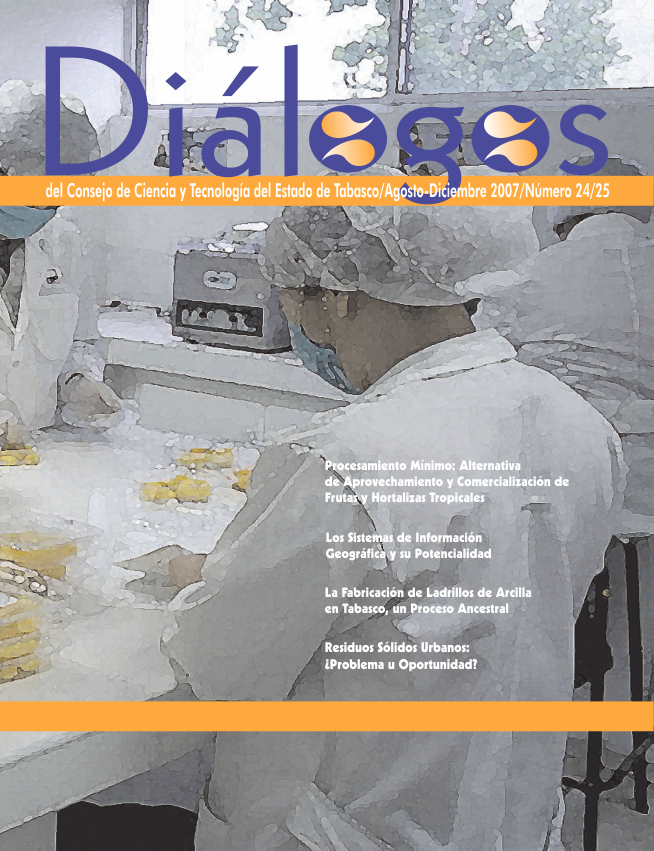 Diálogos
del Consejo de Ciencia y Tecnología del Estado de Tabasco/Agosto-Diciembre 2007/Número 24/25
Procesamiento Mínimo: Alternativa
de Aprovechamiento y Comercialización de
Frutas y Hortalizas Tropicales
Los Sistemas de Información
Geográfica y su Potencialidad
La Fabricación de Ladrillos de Arcilla
en Tabasco, un Proceso Ancestral
Residuos Sólidos Urbanos:
¿Problema u Oportunidad?